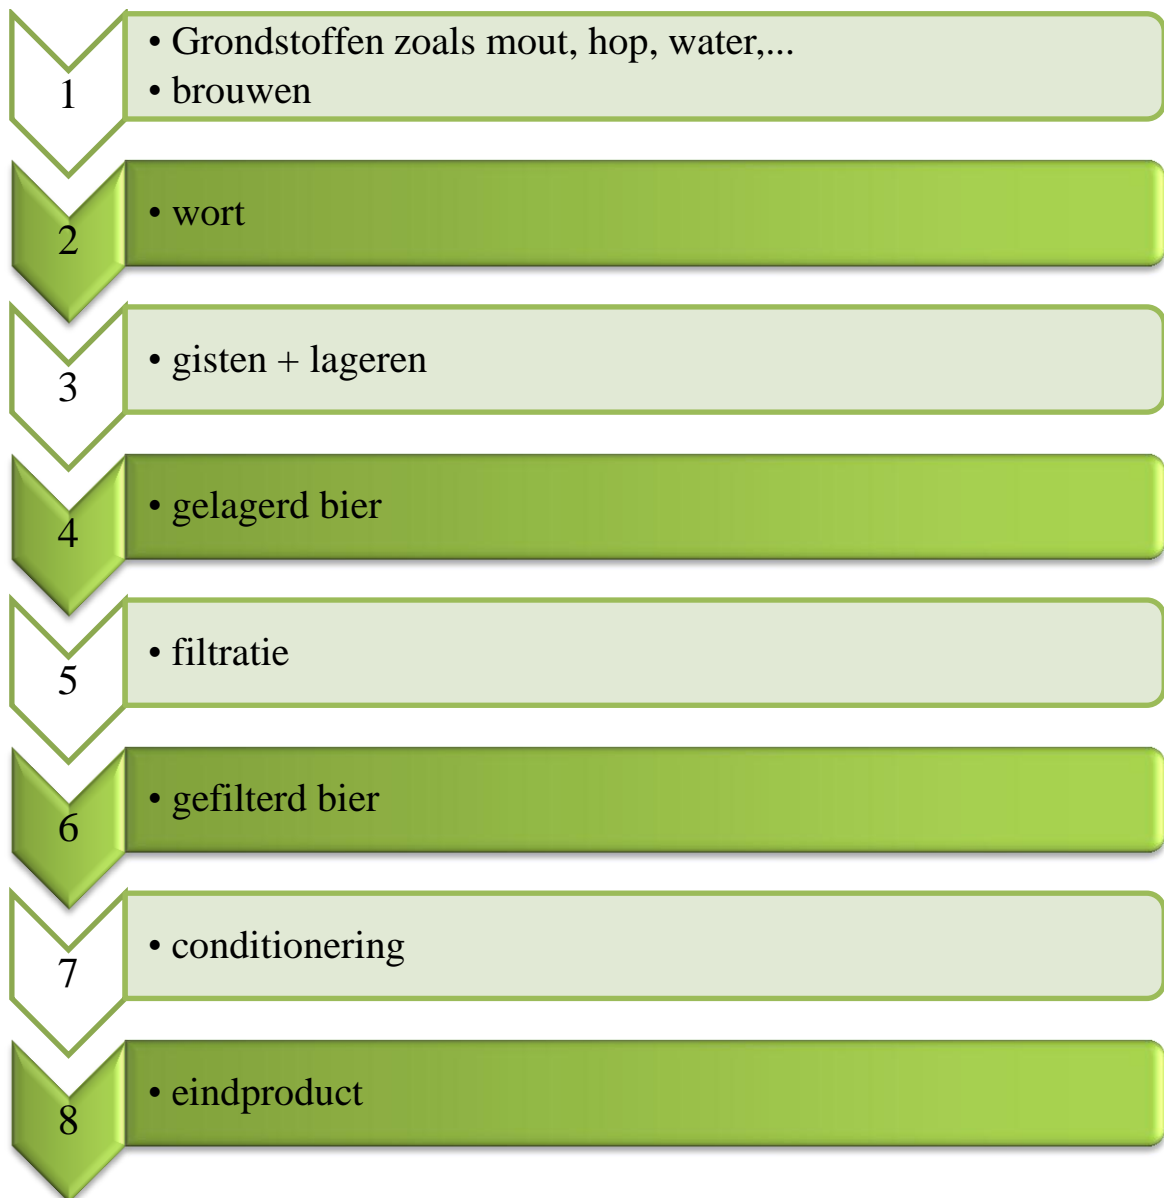 • Grondstoffen zoals mout, hop, water,...
• brouwen
1
• wort
2
• gisten + lageren
3
• gelagerd bier
4
• filtratie
5
• gefilterd bier
6
• conditionering
7
• eindproduct
8